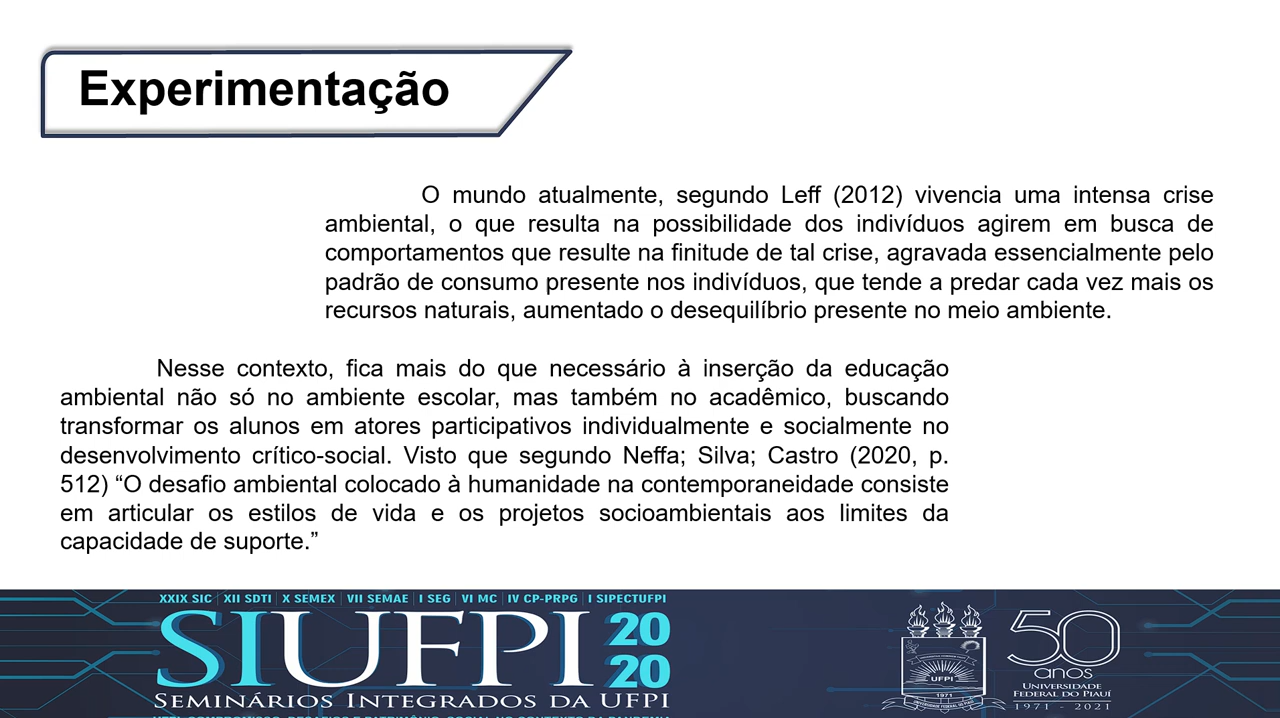 Experimentação
O mundo atualmente, segundo Leff (2012) vivencia uma intensa crise
ambiental, o que resulta na possibilidade dos indivíduos agirem em busca de
comportamentos que resulte na finitude de tal crise, agravada essencialmente pelo
padrão de consumo presente nos indivíduos, que tende a predar cada vez mais os
recursos naturais, aumentado o desequilíbrio presente no meio ambiente.
Nesse contexto, fica mais do que necessário à inserção da educação
ambiental não só no ambiente escolar, mas também no acadêmico, buscando
transformar os alunos em atores participativos individualmente e socialmente no
desenvolvimento crítico-social. Visto que segundo Neffa; Silva; Castro (2020, p.
512) “O desafio ambiental colocado à humanidade na contemporaneidade consiste
em articular os estilos de vida e os projetos socioambientais aos limites da
capacidade de suporte.”
XXIX SIC | XII SDTI | X SEMEX | VII SEMAE | I SEG | VI MC | IV CP-PRPG | I SIPECTUFPI
SIUFPI 2020
SEMINÁRIOS INTEGRADOS DA UFPI
UFPI
1971
50
anos
UNIVERSIDADE
FEDERAL DO PIAUÍ
1971 - 2021